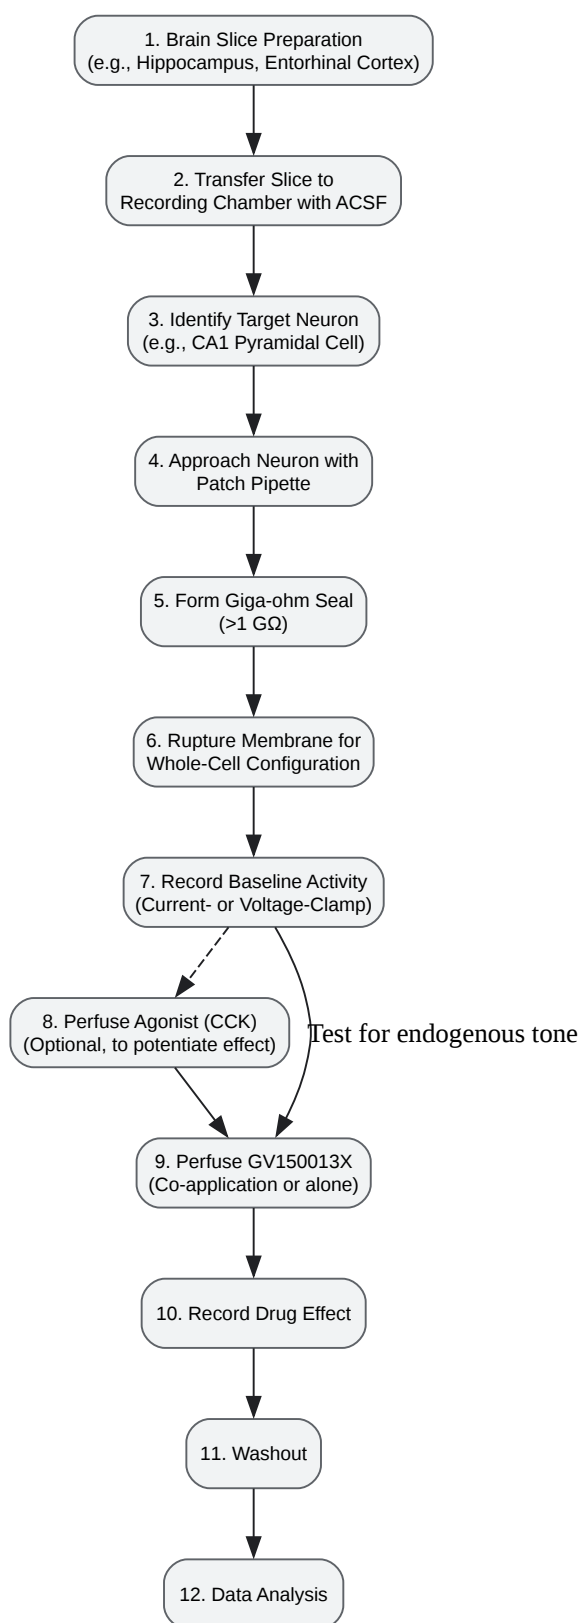 1. Brain Slice Preparation
(e.g., Hippocampus, Entorhinal Cortex)
2. Transfer Slice to
Recording Chamber with ACSF
3. Identify Target Neuron
(e.g., CA1 Pyramidal Cell)
4. Approach Neuron with
Patch Pipette
5. Form Giga-ohm Seal
(>1 GΩ)
6. Rupture Membrane for
Whole-Cell Configuration
7. Record Baseline Activity
(Current- or Voltage-Clamp)
8. Perfuse Agonist (CCK)
(Optional, to potentiate effect)
Test for endogenous tone
9. Perfuse GV150013X
(Co-application or alone)
10. Record Drug Effect
11. Washout
12. Data Analysis